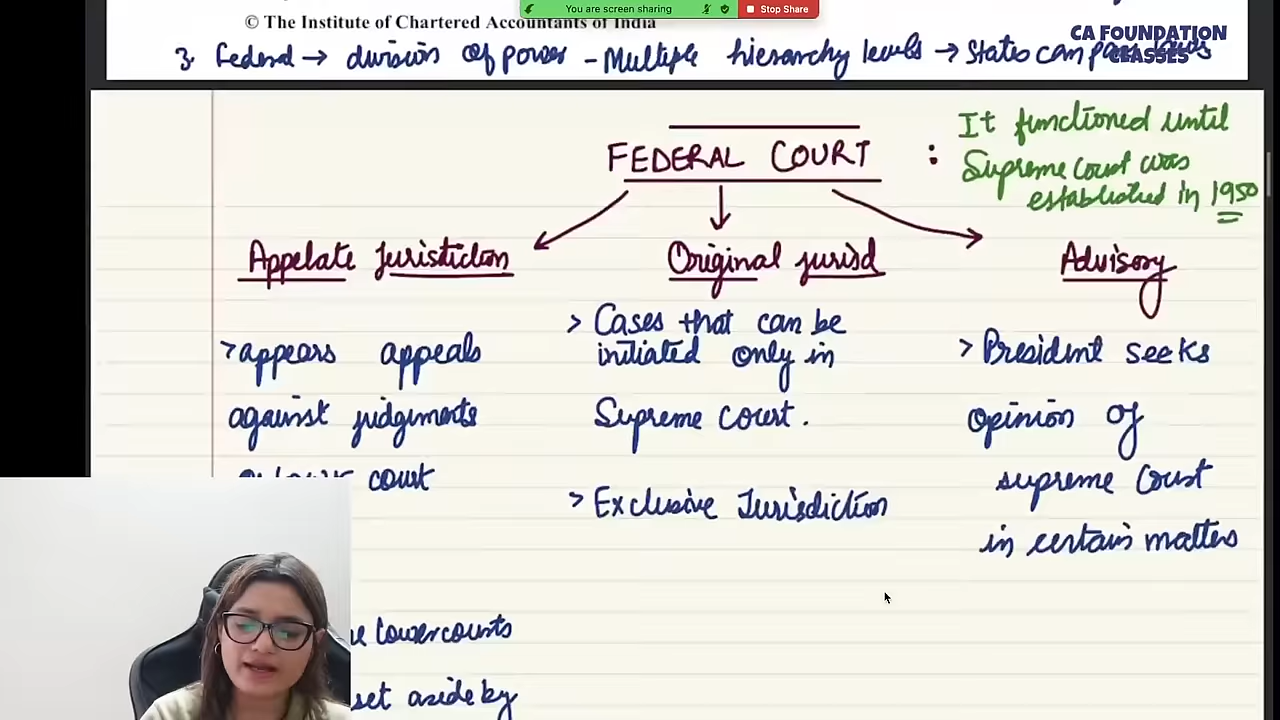 You are screen sharing
Stop Share
© The Institute of Chartered Accountants of India
CA FOUNDATION
CLASSES
3. Federal → division of power - Multiple hierarchy levels → States can pass laws
FEDERAL COURT :
It functioned until
Supreme Court was
established in 1950
Appelate Juristiction
Original jurisd
Advisory
> appears appeals
against judgments
court
> Cases that can be
initiated only in
Supreme Court.
> Exclusive Jurisdiction
> President seeks
opinion of
supreme Court
in certain matters
lower courts
set aside by